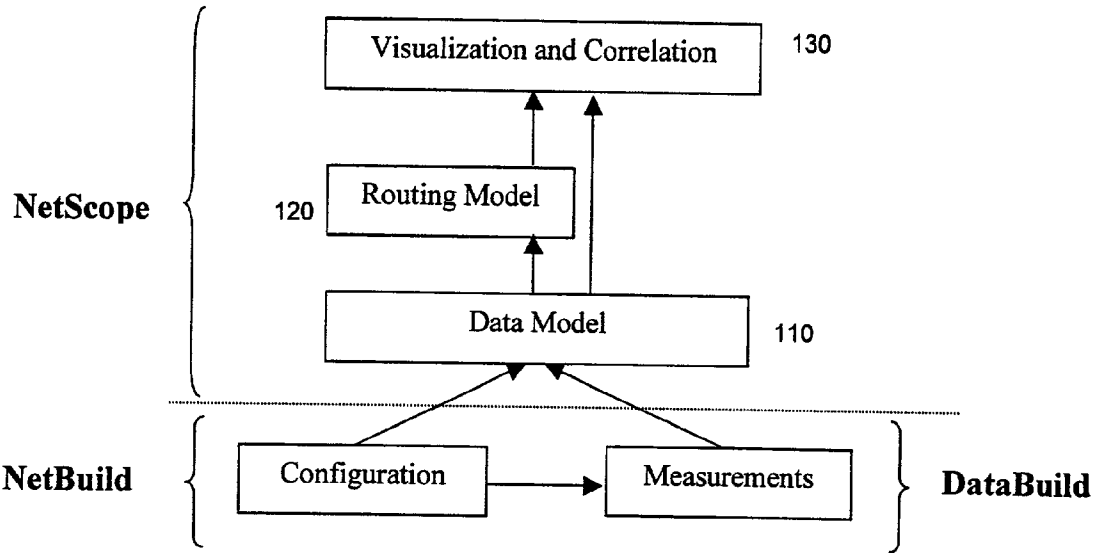 Visualization and Correlation
130
Routing Model
120
NetScope
Data Model
110
NetBuild
Configuration
Measurements
DataBuild